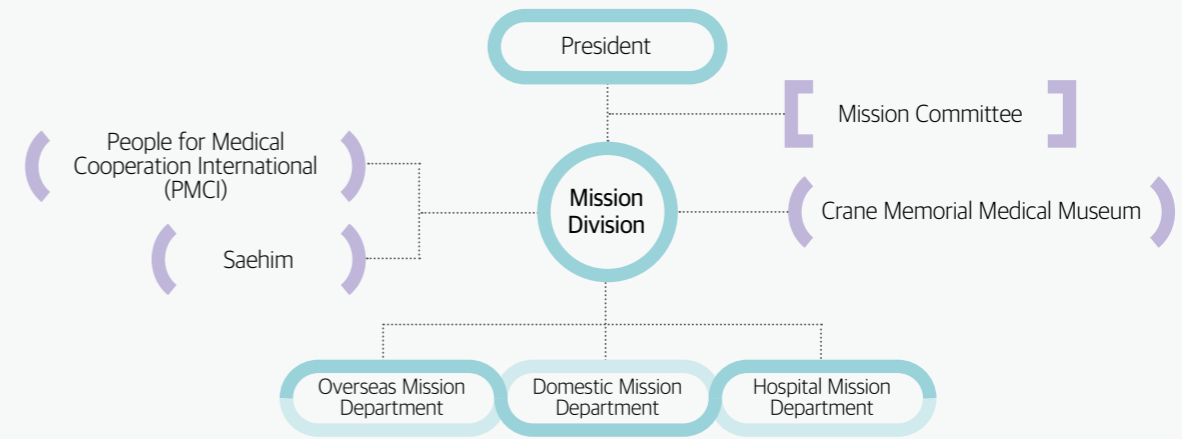 President
Mission Committee
People for Medical
Cooperation International
(PMCI)
Mission
Division
Crane Memorial Medical Museum
Saehim
Overseas Mission
Department
Domestic Mission
Department
Hospital Mission
Department